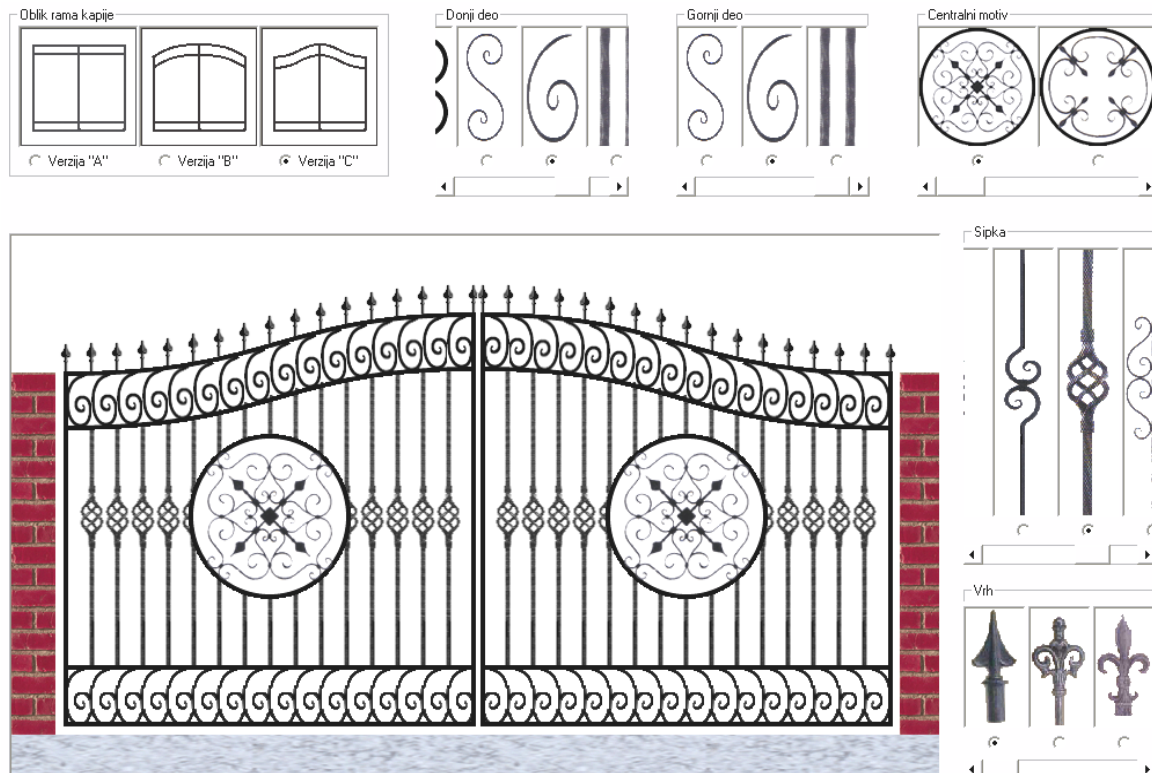 Oblik rama kapije
Donji deo
Gornji deo
Centralni motiv
Verzija "A"
Verzija "B"
Verzija "C"
Sipka
Vrh